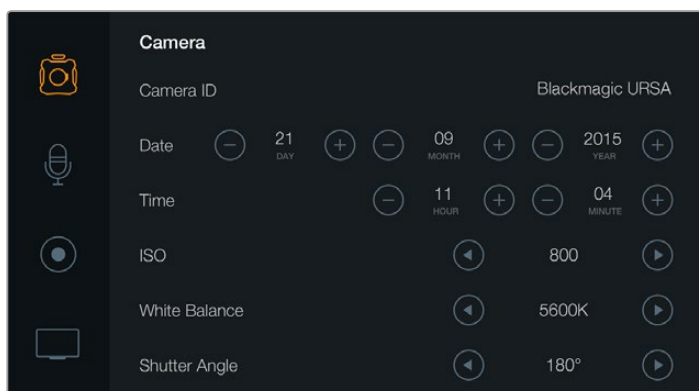 Camera
Camera ID Blackmagic URSA
Date 21 09 2015
DAY MONTH YEAR
Time 11 04
HOUR MINUTE
ISO 800
White Balance 5600K
Shutter Angle 180°